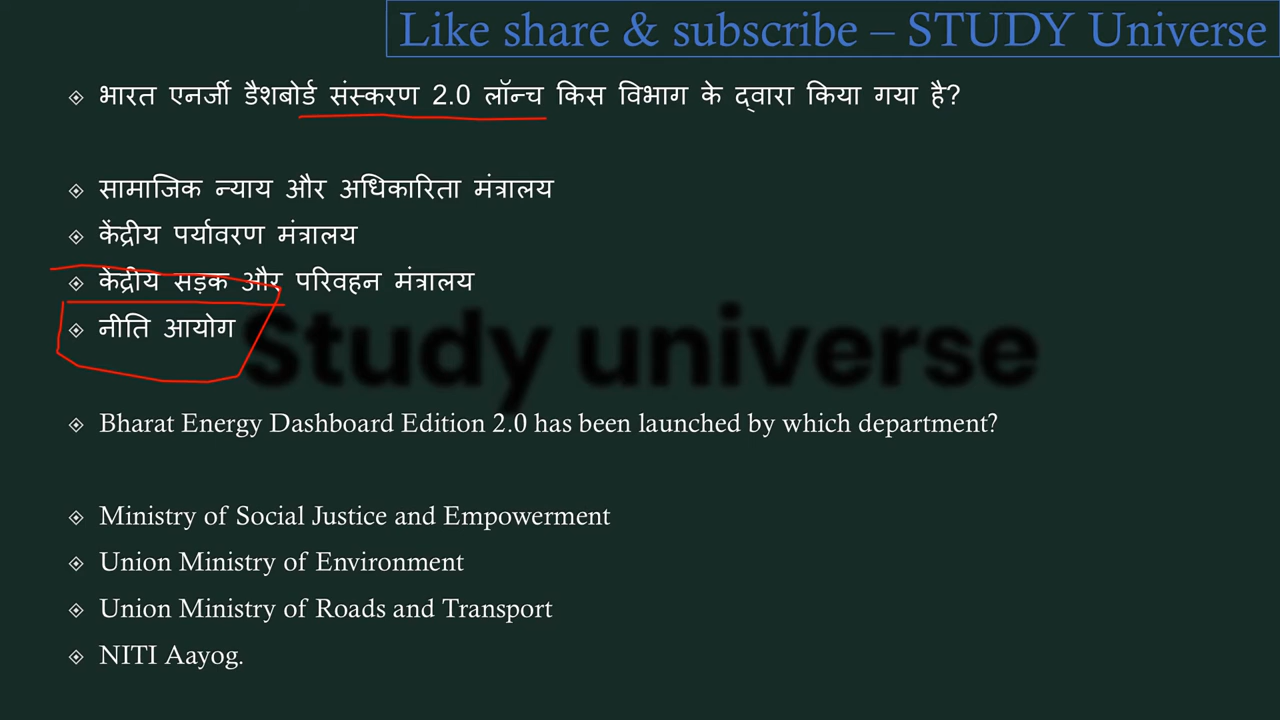 Like share & subscribe – STUDY Universe
भारत एनर्जी डैशबोर्ड संस्करण 2.0 लॉन्च किस विभाग के द्वारा किया गया है?
सामाजिक न्याय और अधिकारिता मंत्रालय
केंद्रीय पर्यावरण मंत्रालय
केंद्रीय सड़क और परिवहन मंत्रालय
नीति आयोग
Study universe
Bharat Energy Dashboard Edition 2.0 has been launched by which department?
Ministry of Social Justice and Empowerment
Union Ministry of Environment
Union Ministry of Roads and Transport
NITI Aayog.